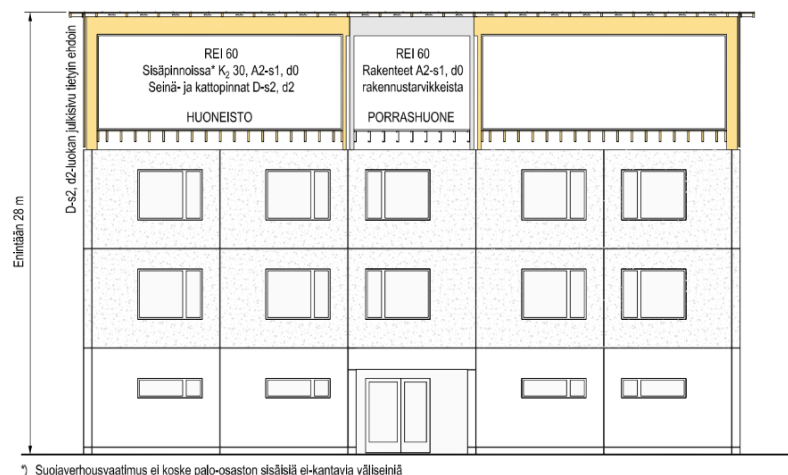 REI 60
Sisäpinnoissa* K₂ 30, A2-s1, d0
Seinä- ja kattopinnat D-s2, d2
HUONEISTO
REI 60
Rakenteet A2-s1, d0
rakennustarvikkeista
PORRASHUONE
D-s2, d2-luokan julkisivu tietyin ehdoin
Enintään 28 m
*) Suojaverhousvaatimus ei koske palo-osaston sisäisiä ei-kantavia väliseiniä